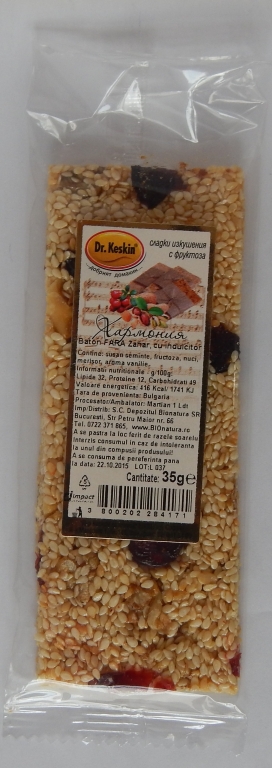 Dr. Keskin®
"добрият домакин"
сладки изкушения
с фруктоза
Хармония
Baton FARA Zahar, cu indulcitor
Contine: susan seminte, fructoza, nuci,
merisor, aroma vanilie.
Informatii nutritionale : g/100g:
Lipide 32, Proteine 12, Carbohidrati 49
Valoare energetica : 416 Kcal/ 1741 KJ
Tara de provenienta: Bulgaria
Procesator/Ambalator: Martian 1 Ldt
Imp/Distrib: S.C. Depozitul Bionatura SR
Bucuresti, Str Petru Maior nr. 66
Tel. 0722 371 865, www.BIOnatura.ro
A se pastra la loc ferit de razele soarelu
Interzis consumul in caz de intoleranta
la unul din compusii produsului!
A se consuma de pereferinta pana
la data: 22.10.2015 LOT:L 037
Cantitate: 35g e
impact
3 800202 284171